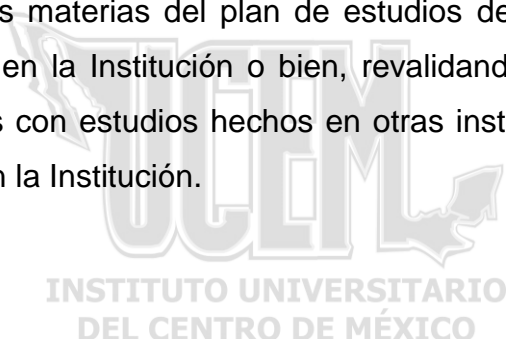 s materias del plan de estudios de
en la Institución o bien, revalidand
s con estudios hechos en otras inst
n la Institución.
UCEM
INSTITUTO UNIVERSITARIO
DEL CENTRO DE MÉXICO